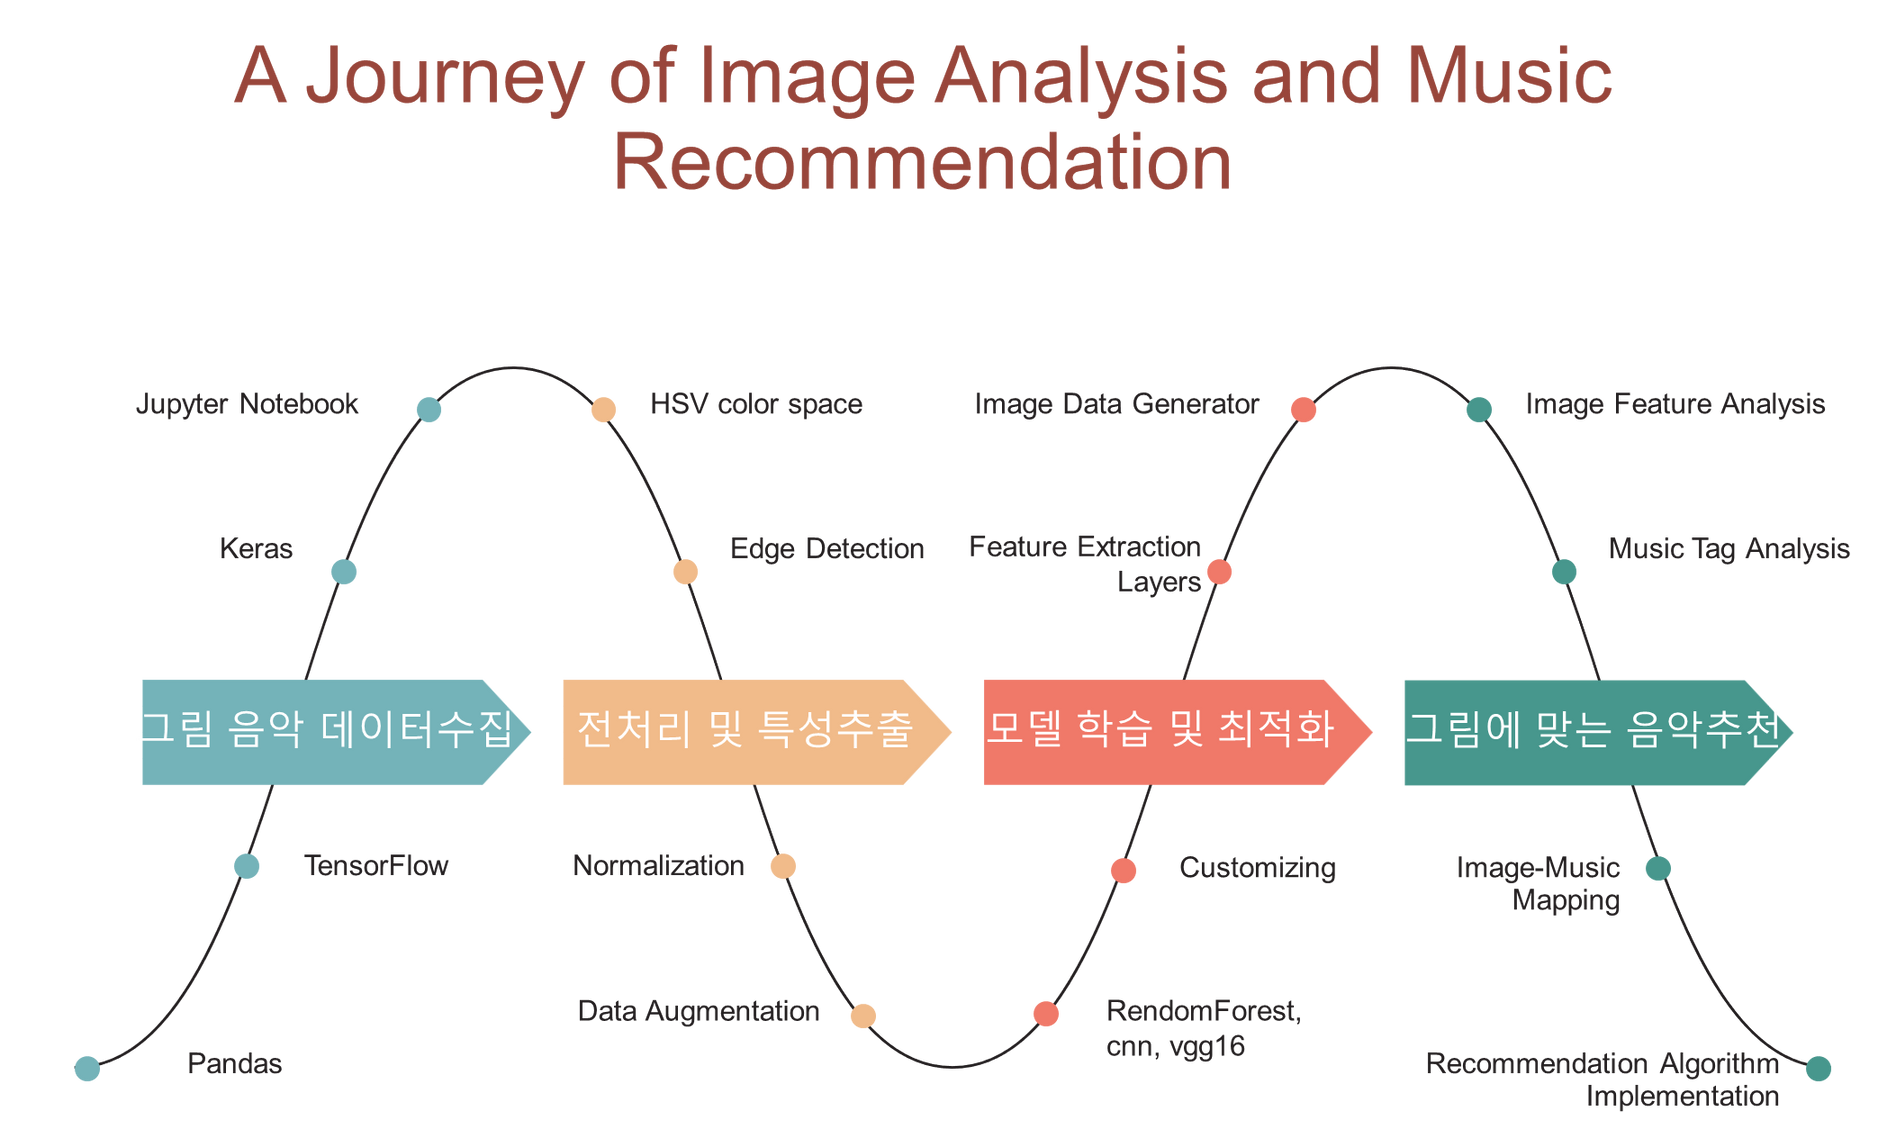 A Journey of Image Analysis and Music
Recommendation
Jupyter Notebook
HSV color space
Image Data Generator
Image Feature Analysis
Keras
Edge Detection
Feature Extraction
Layers
Music Tag Analysis
그림 음악 데이터수집
전처리 및 특성추출
모델 학습 및 최적화
그림에 맞는 음악추천
TensorFlow
Normalization
Customizing
Image-Music
Mapping
Data Augmentation
RendomForest,
cnn, vgg16
Pandas
Recommendation Algorithm
Implementation